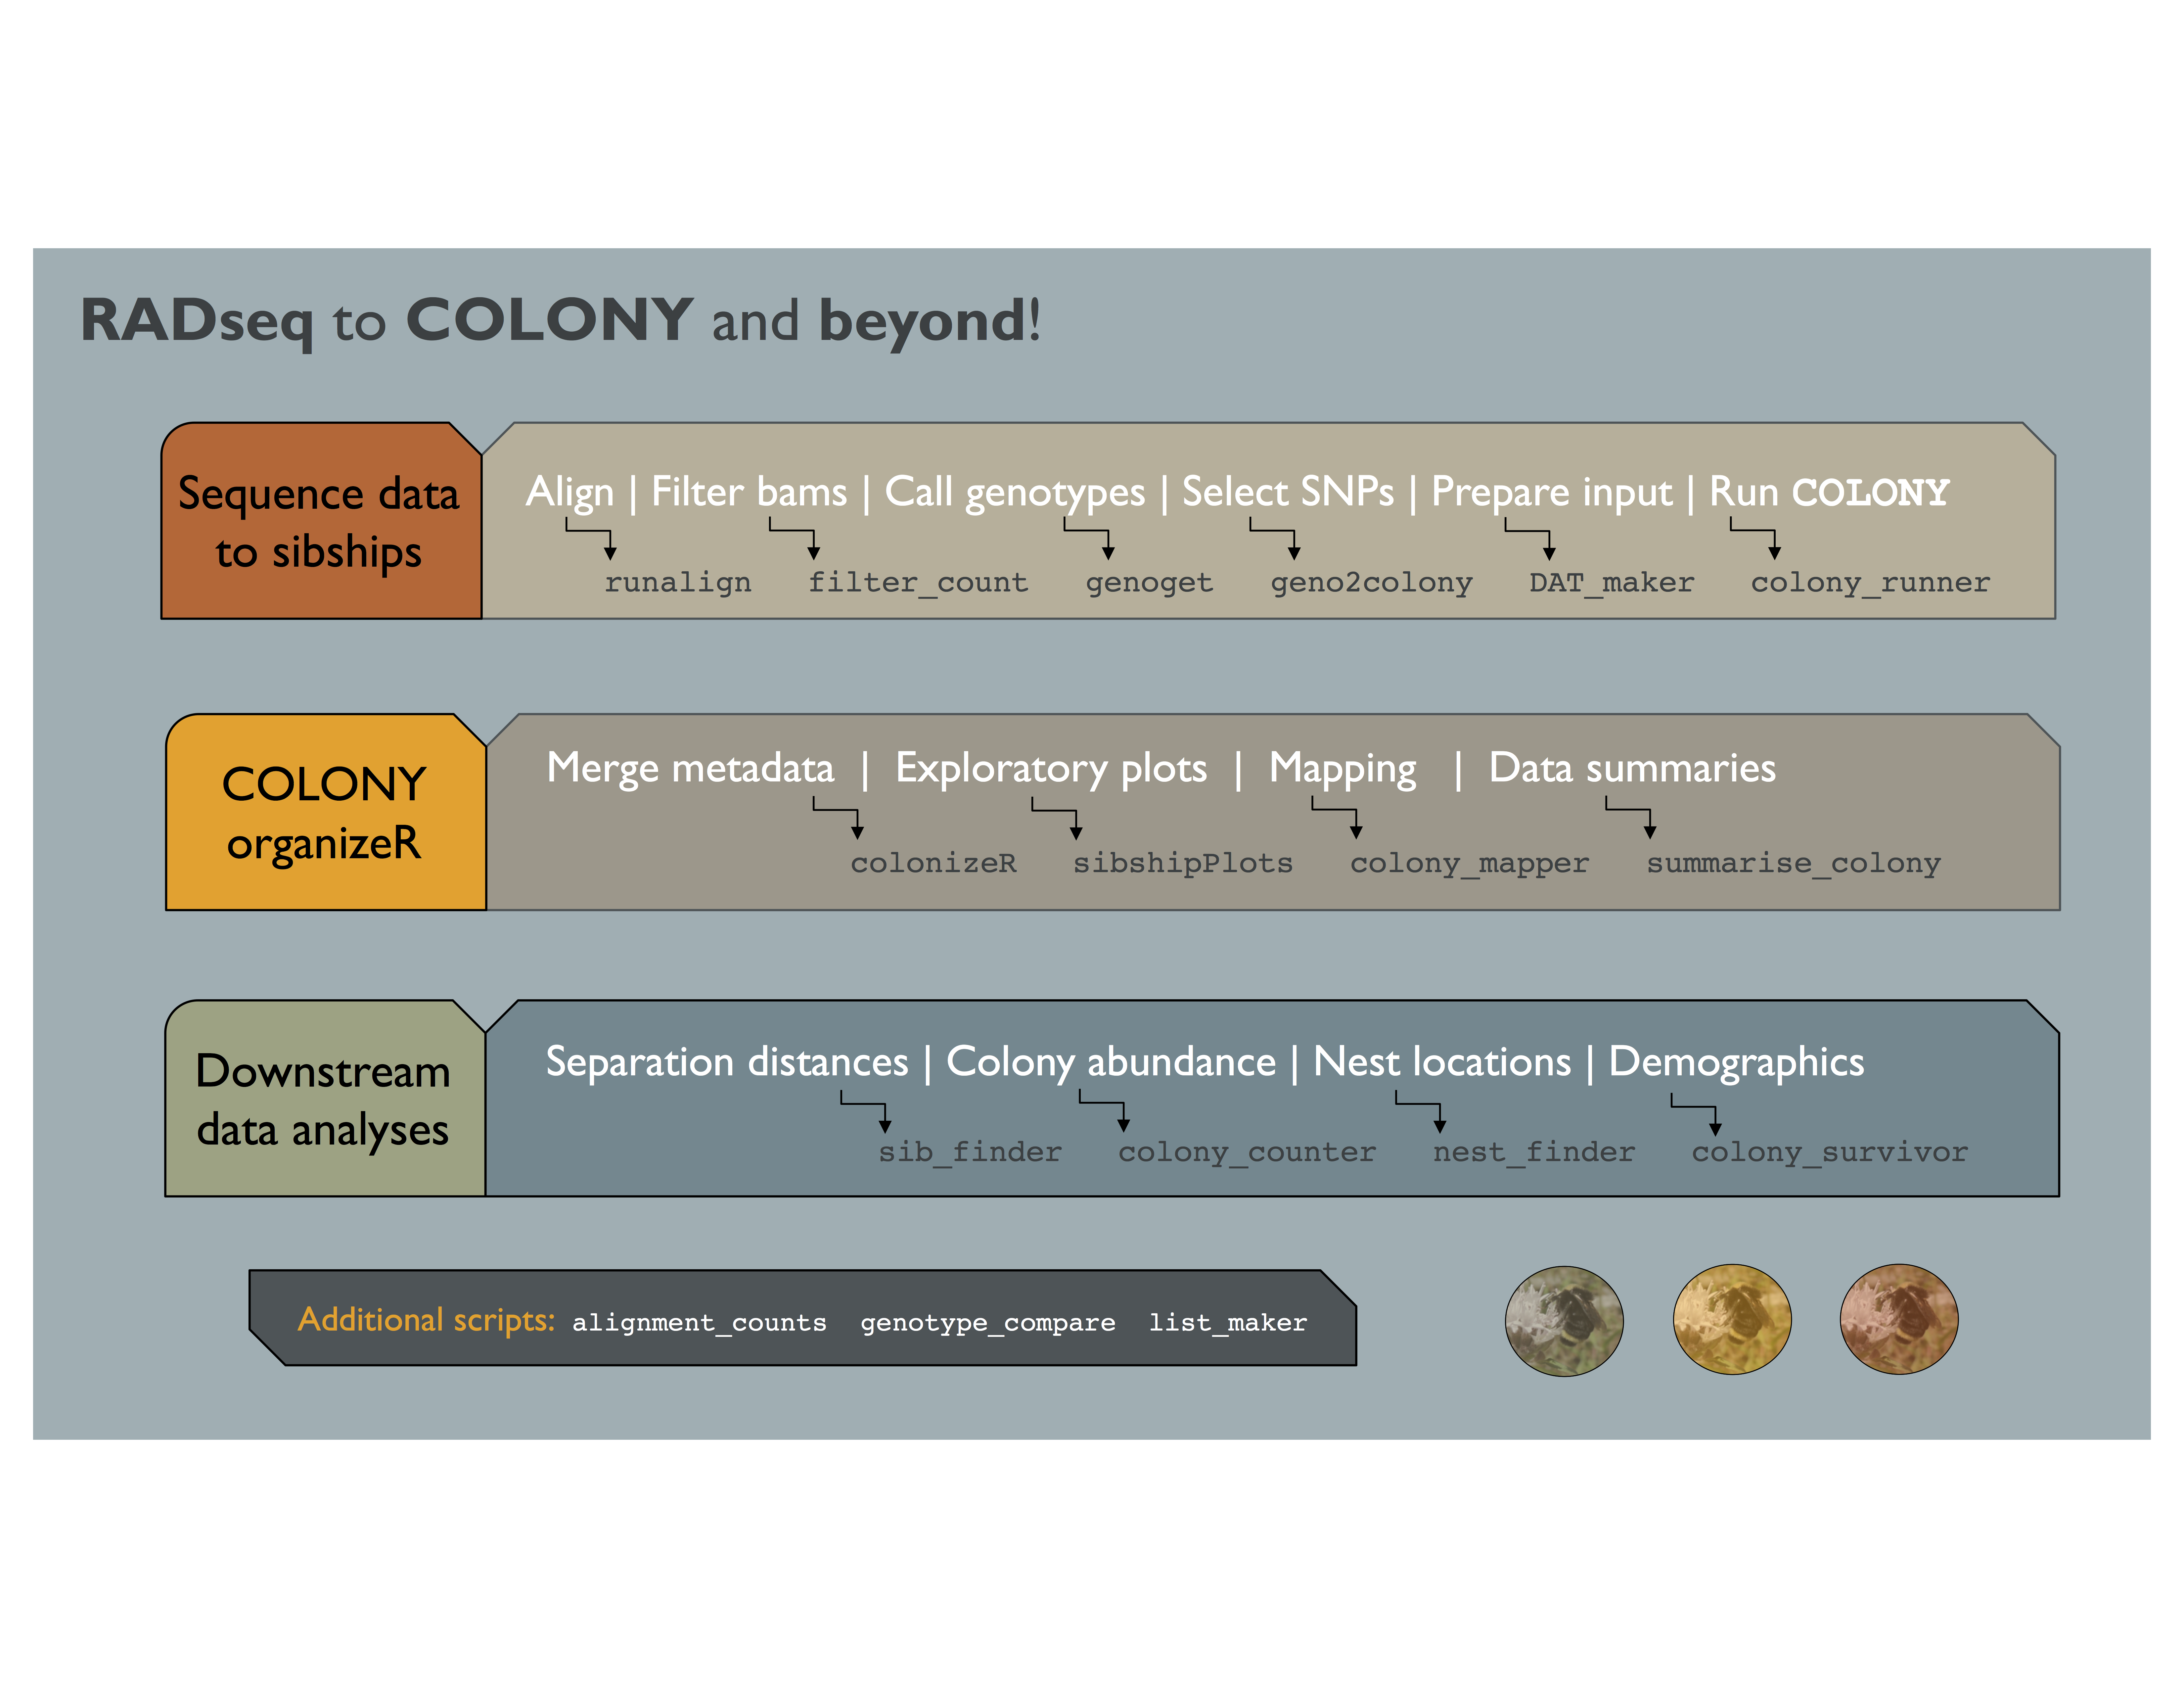 RADseq to COLONY and beyond!
Sequence data
to sibships
Align | Filter bams | Call genotypes | Select SNPs | Prepare input | Run COLONY
runalign filter_count genoget geno2colony DAT_maker colony_runner
COLONY
organizeR
Merge metadata | Exploratory plots | Mapping | Data summaries
colonizeR sibshipPlots colony_mapper summarise_colony
Downstream
data analyses
Separation distances | Colony abundance | Nest locations | Demographics
sib_finder colony_counter nest_finder colony_survivor
Additional scripts: alignment_counts genotype_compare list_maker